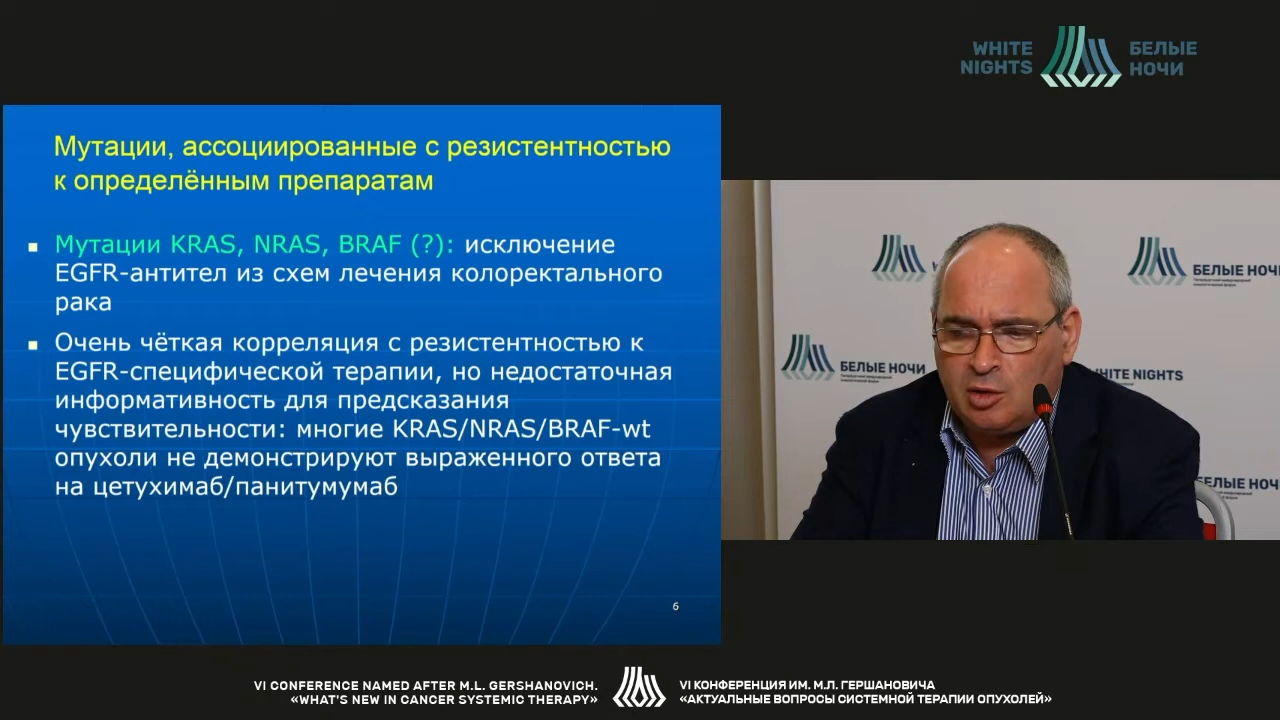 WHITE
NIGHTS
БЕЛЫЕ
НОЧИ
Мутации, ассоциированные с резистентностью
к определённым препаратам
Мутации KRAS, NRAS, BRAF (?): исключение
EGFR-антител из схем лечения колоректального
рака
Очень чёткая корреляция с резистентностью к
EGFR-специфической терапии, но недостаточная
информативность для предсказания
чувствительности: многие KRAS/NRAS/BRAF-wt
опухоли не демонстрируют выраженного ответа
на цетухимаб/панитумумаб
6
БЕЛЫЕ НОЧИ
БЕЛЫЕ НОЧ
WHITE NIGHTS
БЕЛЫЕ НОЧ
VI CONFERENCE NAMED AFTER M.L. GERSHANOVICH.
«WHAT'S NEW IN CANCER SYSTEMIC THERAPY»
VI КОНФЕРЕНЦИЯ ИМ. М.Л. ГЕРШАНОВИЧА
«АКТУАЛЬНЫЕ ВОПРОСЫ СИСТЕМНОЙ ТЕРАПИИ ОПУХОЛЕЙ»